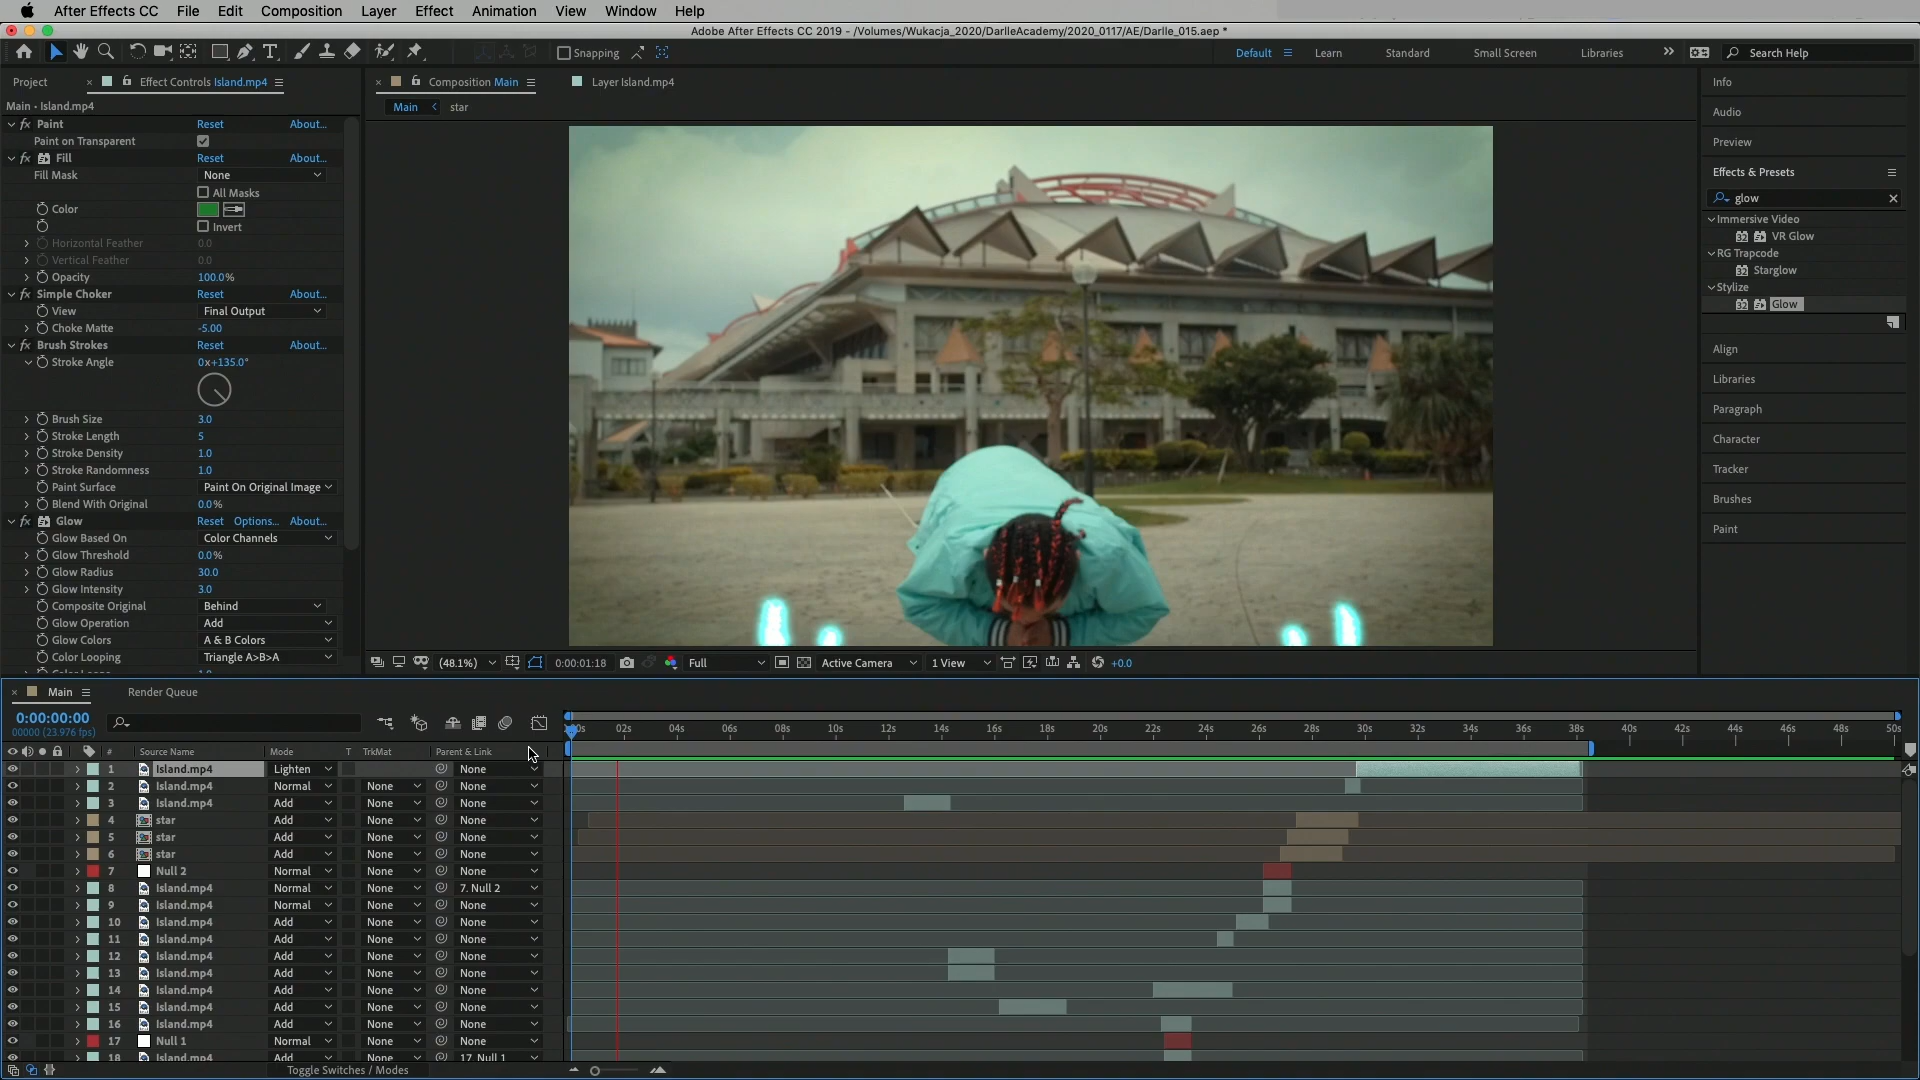 After Effects CC File Edit Composition Layer Effect Animation View Window Help
Adobe After Effects CC 2019 - /Volumes/Wukacja_2020/DarlleAcademy/2020_0117/AE/Darlle_015.aep *
Snapping Default Learn Standard Small Screen Libraries Search Help
Project Effect Controls Island.mp4
Main - Island.mp4
Paint Reset About...
Paint on Transparent
Fill Reset About...
Fill Mask None
All Masks
Color
Invert
Horizontal Feather 0.0
Vertical Feather 0.0
Opacity 100.0%
Simple Choker Reset About...
View Final Output
Choke Matte -5.00
Brush Strokes Reset About...
Stroke Angle 0x+135.0°
Brush Size 3.0
Stroke Length 5
Stroke Density 1.0
Stroke Randomness 1.0
Paint Surface Paint On Original Image
Blend With Original 0.0%
Glow Reset Options... About...
Glow Based On Color Channels
Glow Threshold 0.0%
Glow Radius 30.0
Glow Intensity 3.0
Composite Original Behind
Glow Operation Add
Glow Colors A & B Colors
Color Looping Triangle A>B>A
Composition Main Layer Island.mp4
Main star
(48.1%) 0:00:01:18 Full Active Camera 1 View +0.0
Info
Audio
Preview
Effects & Presets
glow
Immersive Video
32 VR Glow
RG Trapcode
32 Starglow
Stylize
32 Glow
Align
Libraries
Paragraph
Character
Tracker
Brushes
Paint
Main Render Queue
0:00:00:00
00000 (23.976 fps)
02s 04s 06s 08s 10s 12s 14s 16s 18s 20s 22s 24s 26s 28s 30s 32s 34s 36s 38s 40s 42s 44s 46s 48s 50s
# Source Name Mode T TrkMat Parent & Link
1 Island.mp4 Lighten None
2 Island.mp4 Normal None None
3 Island.mp4 Add None None
4 star Add None None
5 star Add None None
6 star Add None None
7 Null 2 Normal None None
8 Island.mp4 Normal None 7. Null 2
9 Island.mp4 Normal None None
10 Island.mp4 Add None None
11 Island.mp4 Add None None
12 Island.mp4 Add None None
13 Island.mp4 Add None None
14 Island.mp4 Add None None
15 Island.mp4 Add None None
16 Island.mp4 Add None None
17 Null 1 Normal None None
18 Island.mp4 Add None 17. Null 1
Toggle Switches / Modes